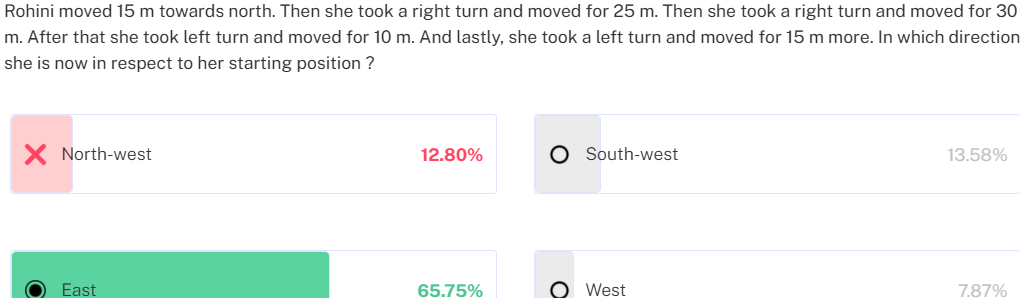 Rohini moved 15 m towards north. Then she took a right turn and moved for 25 m. Then she took a right turn and moved for 30
m. After that she took left turn and moved for 10 m. And lastly, she took a left turn and moved for 15 m more. In which direction
she is now in respect to her starting position ?
North-west 12.80%
South-west 13.58%
East 65.75%
West 7.87%